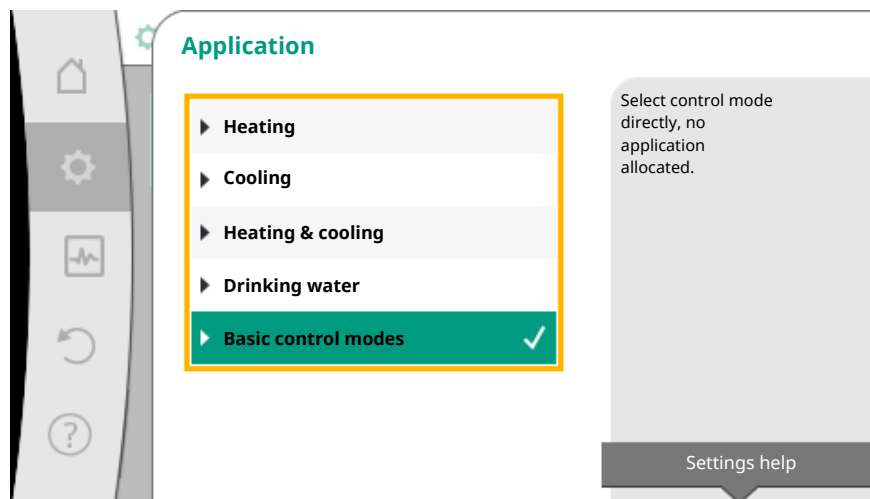 Application
Heating
Cooling
Heating & cooling
Drinking water
Basic control modes
Select control mode
directly, no
application
allocated.
Settings help
?